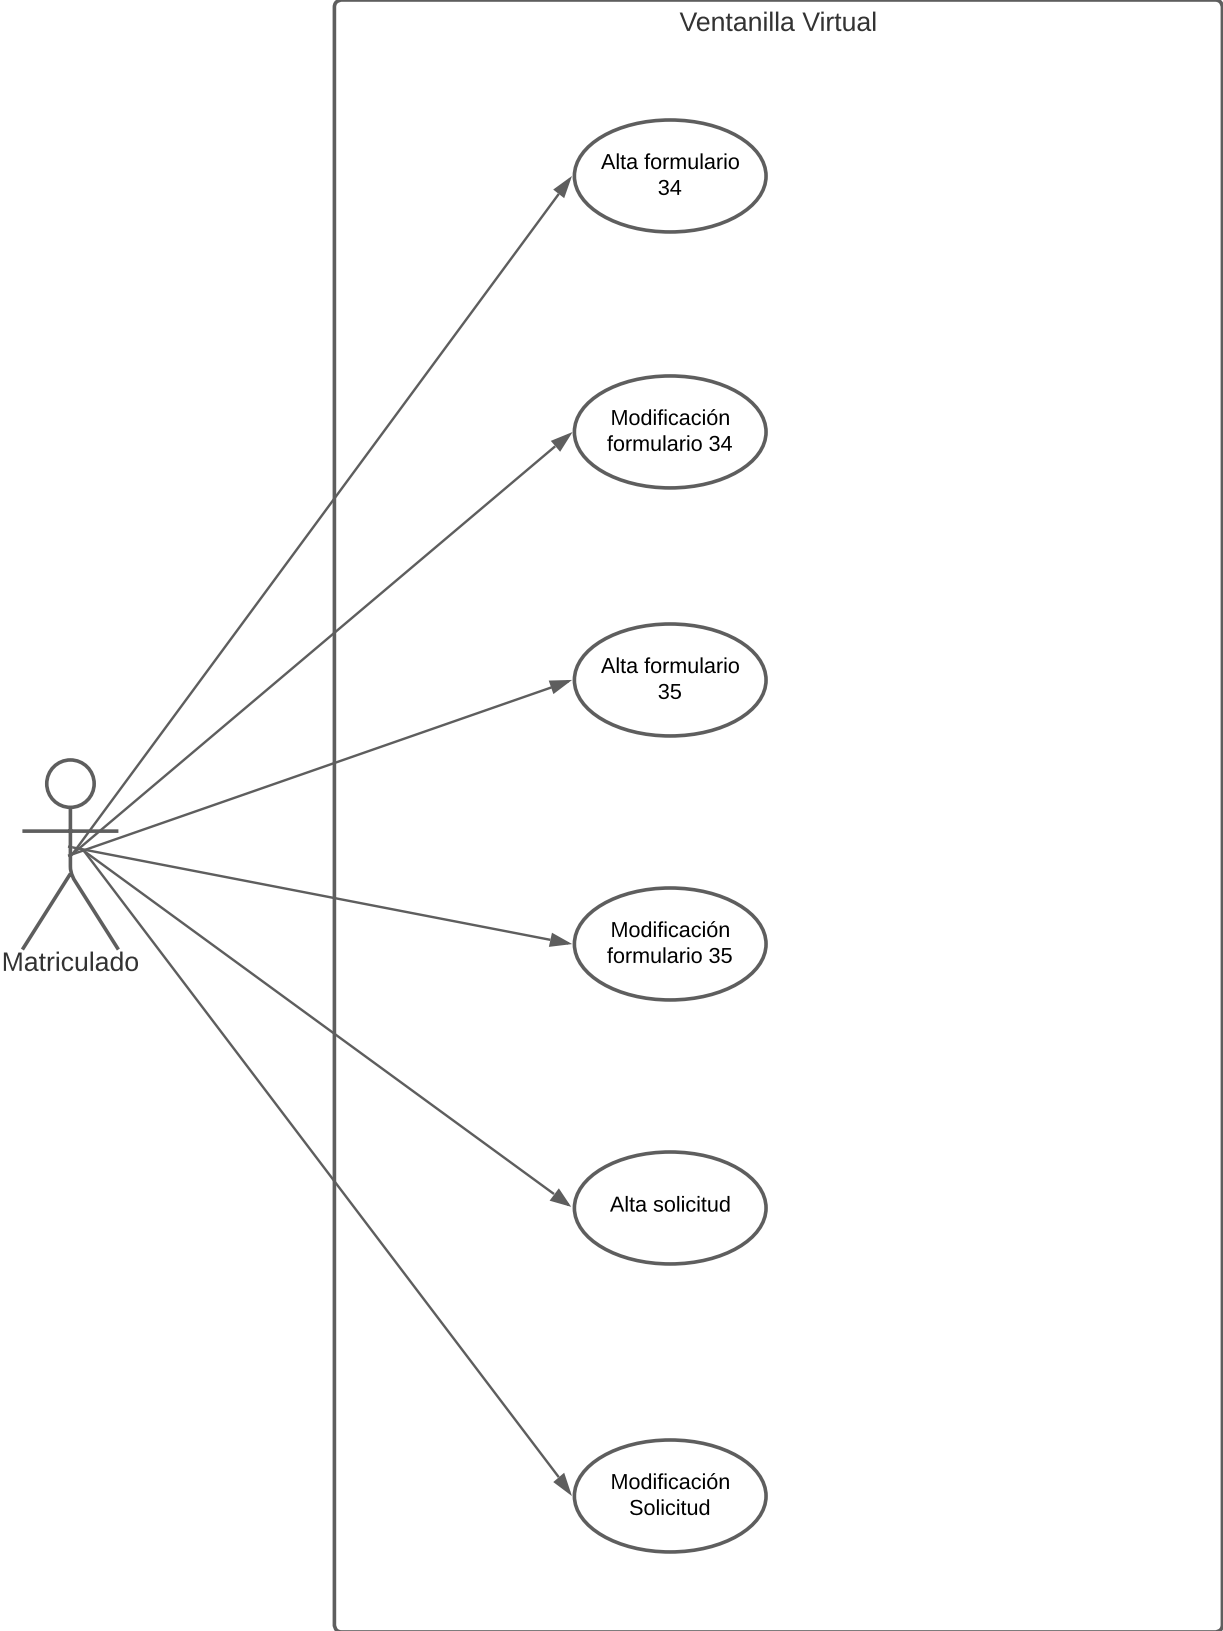 Ventanilla Virtual
Alta formulario
34
Modificación
formulario 34
Alta formulario
35
Matriculado
Modificación
formulario 35
Alta solicitud
Modificación
Solicitud